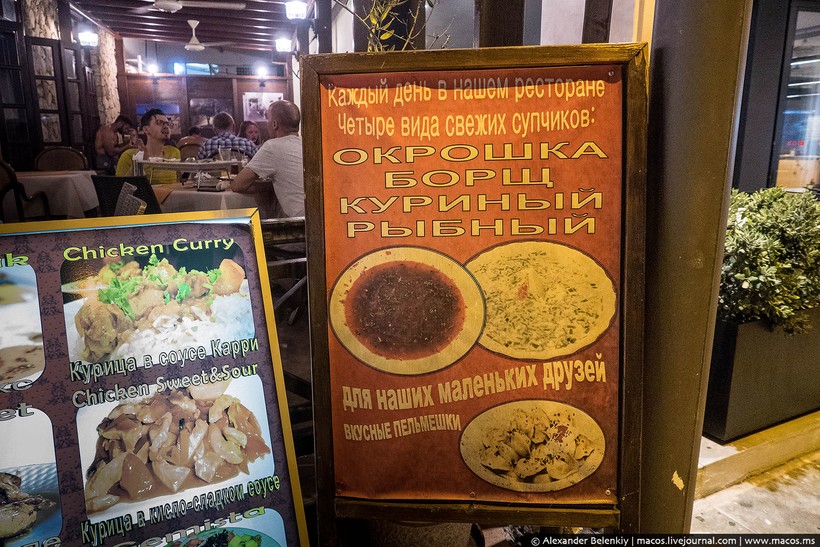 Каждый день в нашем ресторане
Четыре вида свежих супчиков:
ОКРОШКА
БОРЩ
КУРИНЫЙ
РЫБНЫЙ
для наших маленьких друзей
вкусные пельмешки
Chicken Curry
Курица в соусе Карри
Chicken Sweet&Sour
Курица в кисло-сладком соусе
© Alexander Belenkiy | macos.livejournal.com | www.macos.ms